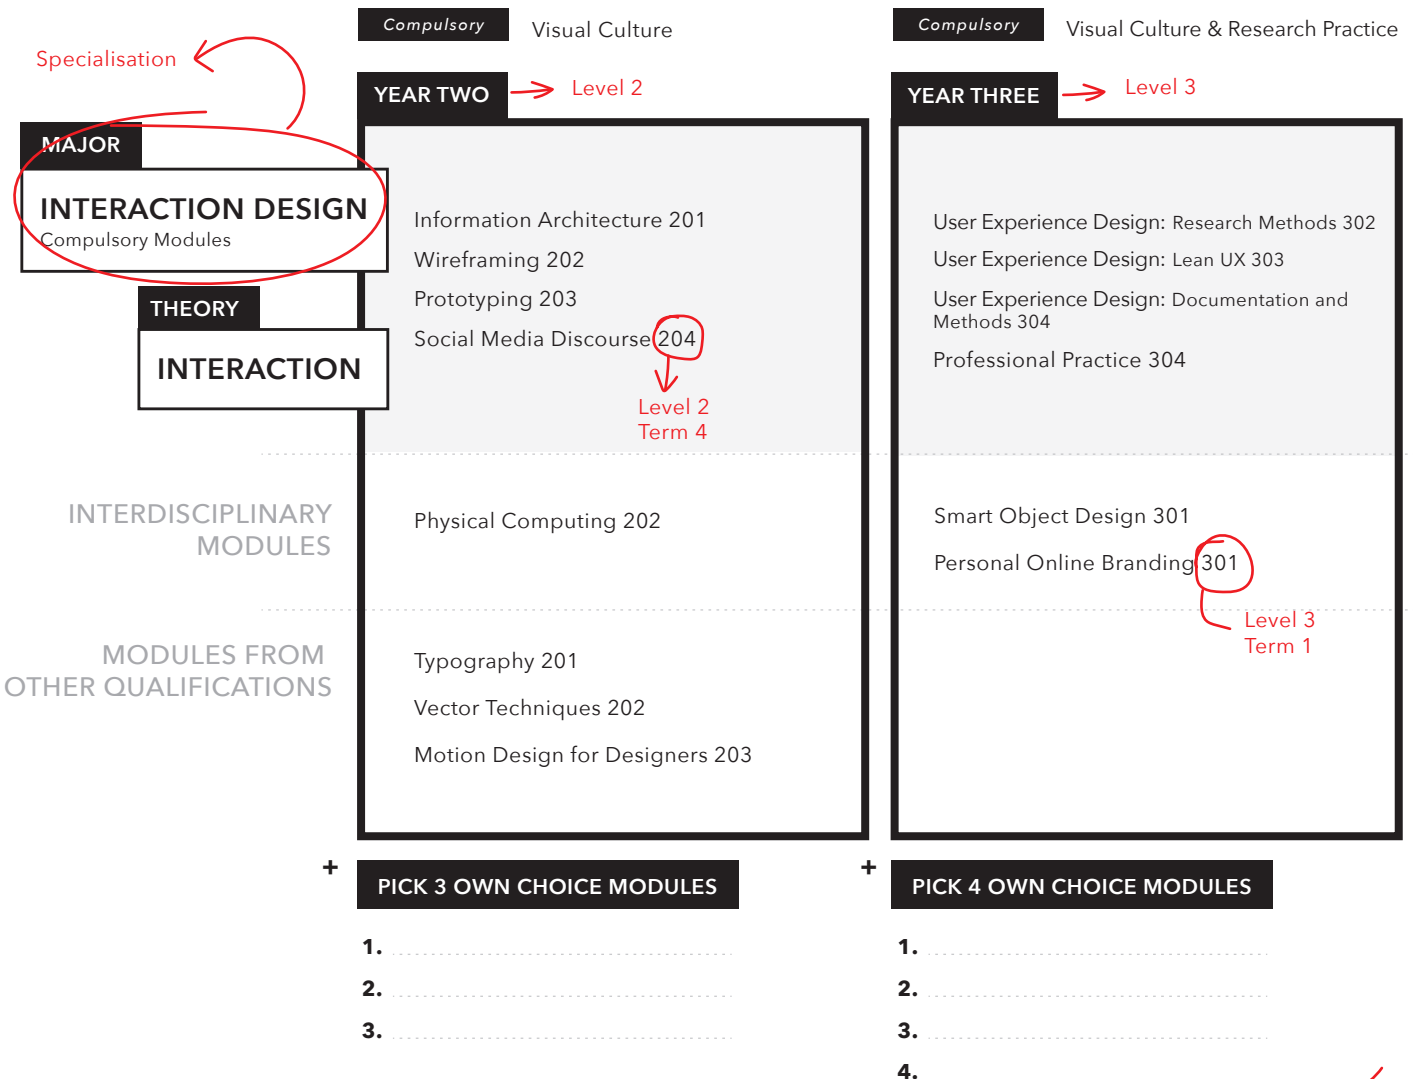 Compulsory Visual Culture
Compulsory Visual Culture & Research Practice
Specialisation
YEAR TWO Level 2
YEAR THREE Level 3
MAJOR
INTERACTION DESIGN
Compulsory Modules
THEORY
INTERACTION
Information Architecture 201
Wireframing 202
Prototyping 203
Social Media Discourse 204
Level 2
Term 4
User Experience Design: Research Methods 302
User Experience Design: Lean UX 303
User Experience Design: Documentation and
Methods 304
Professional Practice 304
INTERDISCIPLINARY
MODULES
Physical Computing 202
Smart Object Design 301
Personal Online Branding 301
Level 3
Term 1
MODULES FROM
OTHER QUALIFICATIONS
Typography 201
Vector Techniques 202
Motion Design for Designers 203
+ PICK 3 OWN CHOICE MODULES
1.
2.
3.
+ PICK 4 OWN CHOICE MODULES
1.
2.
3.
4.